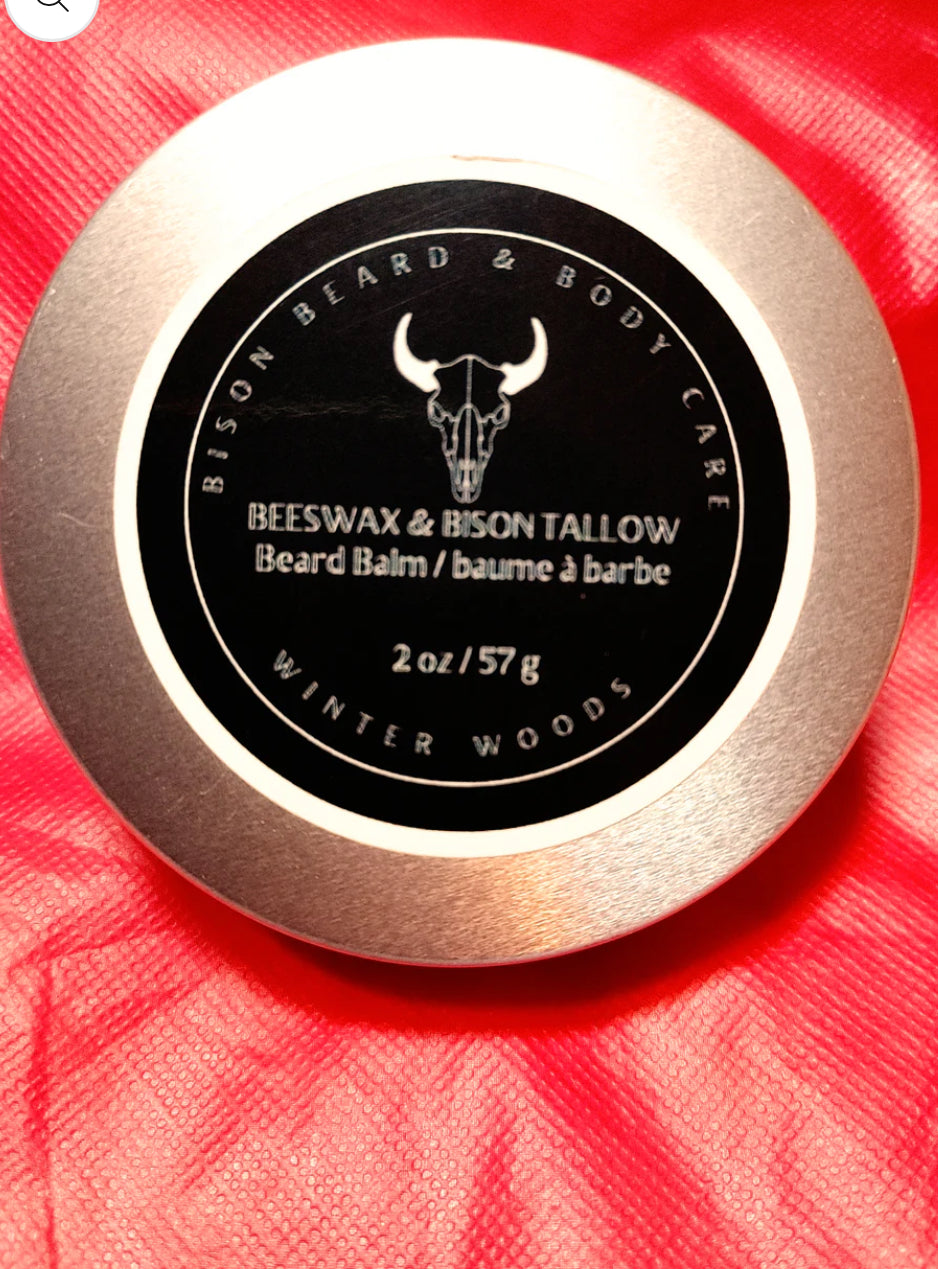 BISON BEARD & BODY CARE
BEESWAX & BISON TALLOW
Beard Balm / baume à barbe
2 oz / 57 g
WINTER WOODS